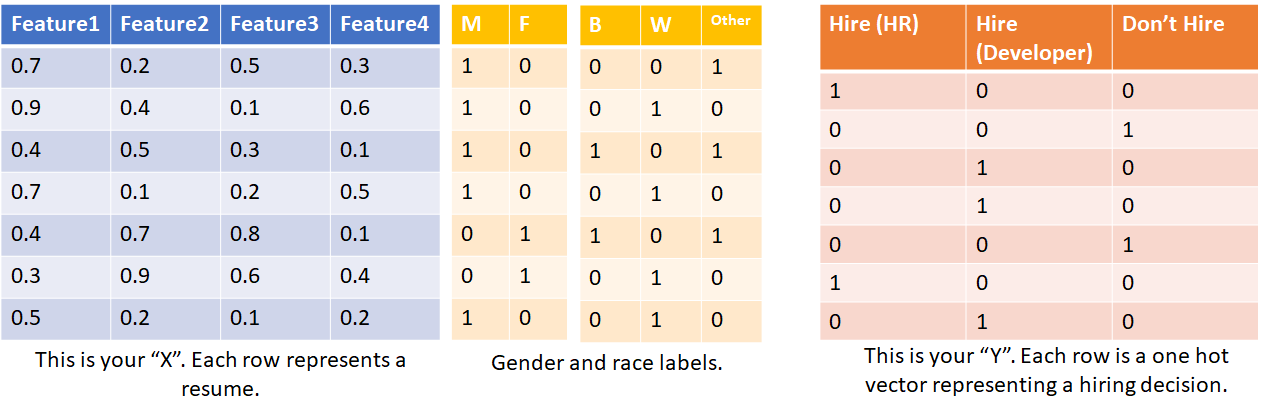 Feature1 Feature2 Feature3 Feature4 M F B W Other Hire (HR) Hire (Developer) Don’t Hire
0.7 0.2 0.5 0.3 1 0 0 0 1 1 0 0
0.9 0.4 0.1 0.6 1 0 0 1 0 0 0 1
0.4 0.5 0.3 0.1 1 0 1 0 1 0 1 0
0.7 0.1 0.2 0.5 1 0 0 1 0 0 1 0
0.4 0.7 0.8 0.1 0 1 1 0 1 0 0 1
0.3 0.9 0.6 0.4 0 1 0 1 0 1 0 0
0.5 0.2 0.1 0.2 1 0 0 1 0 0 1 0
This is your “X”. Each row represents a
resume.
Gender and race labels.
This is your “Y”. Each row is a one hot
vector representing a hiring decision.